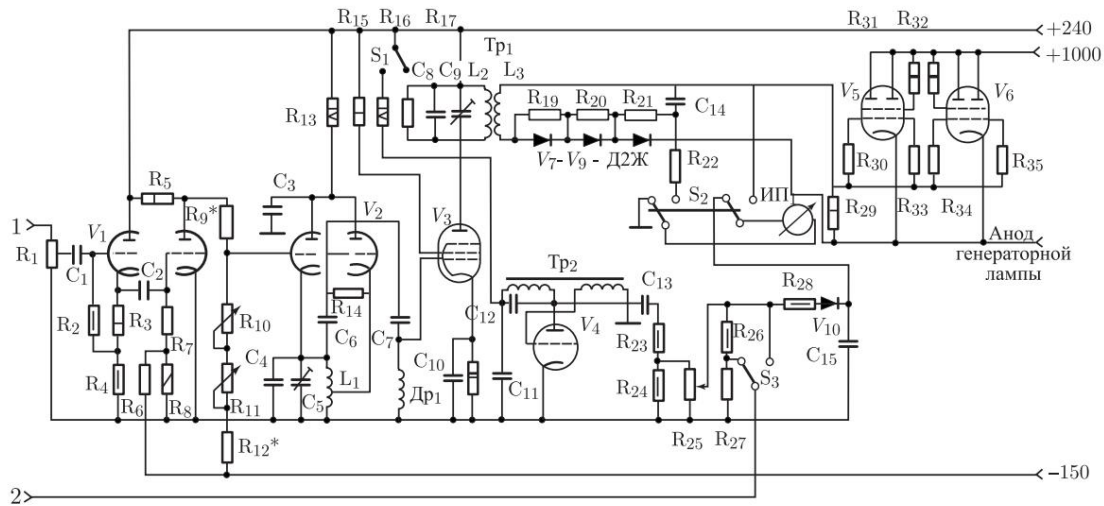 R15 R16 R17 R31 R32
+240
+1000
S1 Tp1
C8 C9 L2 L3
V5 V6
R13 R19 R20 R21 C14
V7- V9 - Д2Ж
R22 R30 R35
C3 R5 R9*
S2 ИП
1 V1 V2 V3 R29 R33 R34
R1 C1 C2
Анод
генераторной
лампы
Tp2
C13
R14 C12 R28
R2 R3 R10 C6 C7 V4
R7 R23 R26 V10
C4 C10 C15
R4 L1 Др1 C11 R24 S3
C5
R6 R8 R11
R25 R27
R12*
–150
2